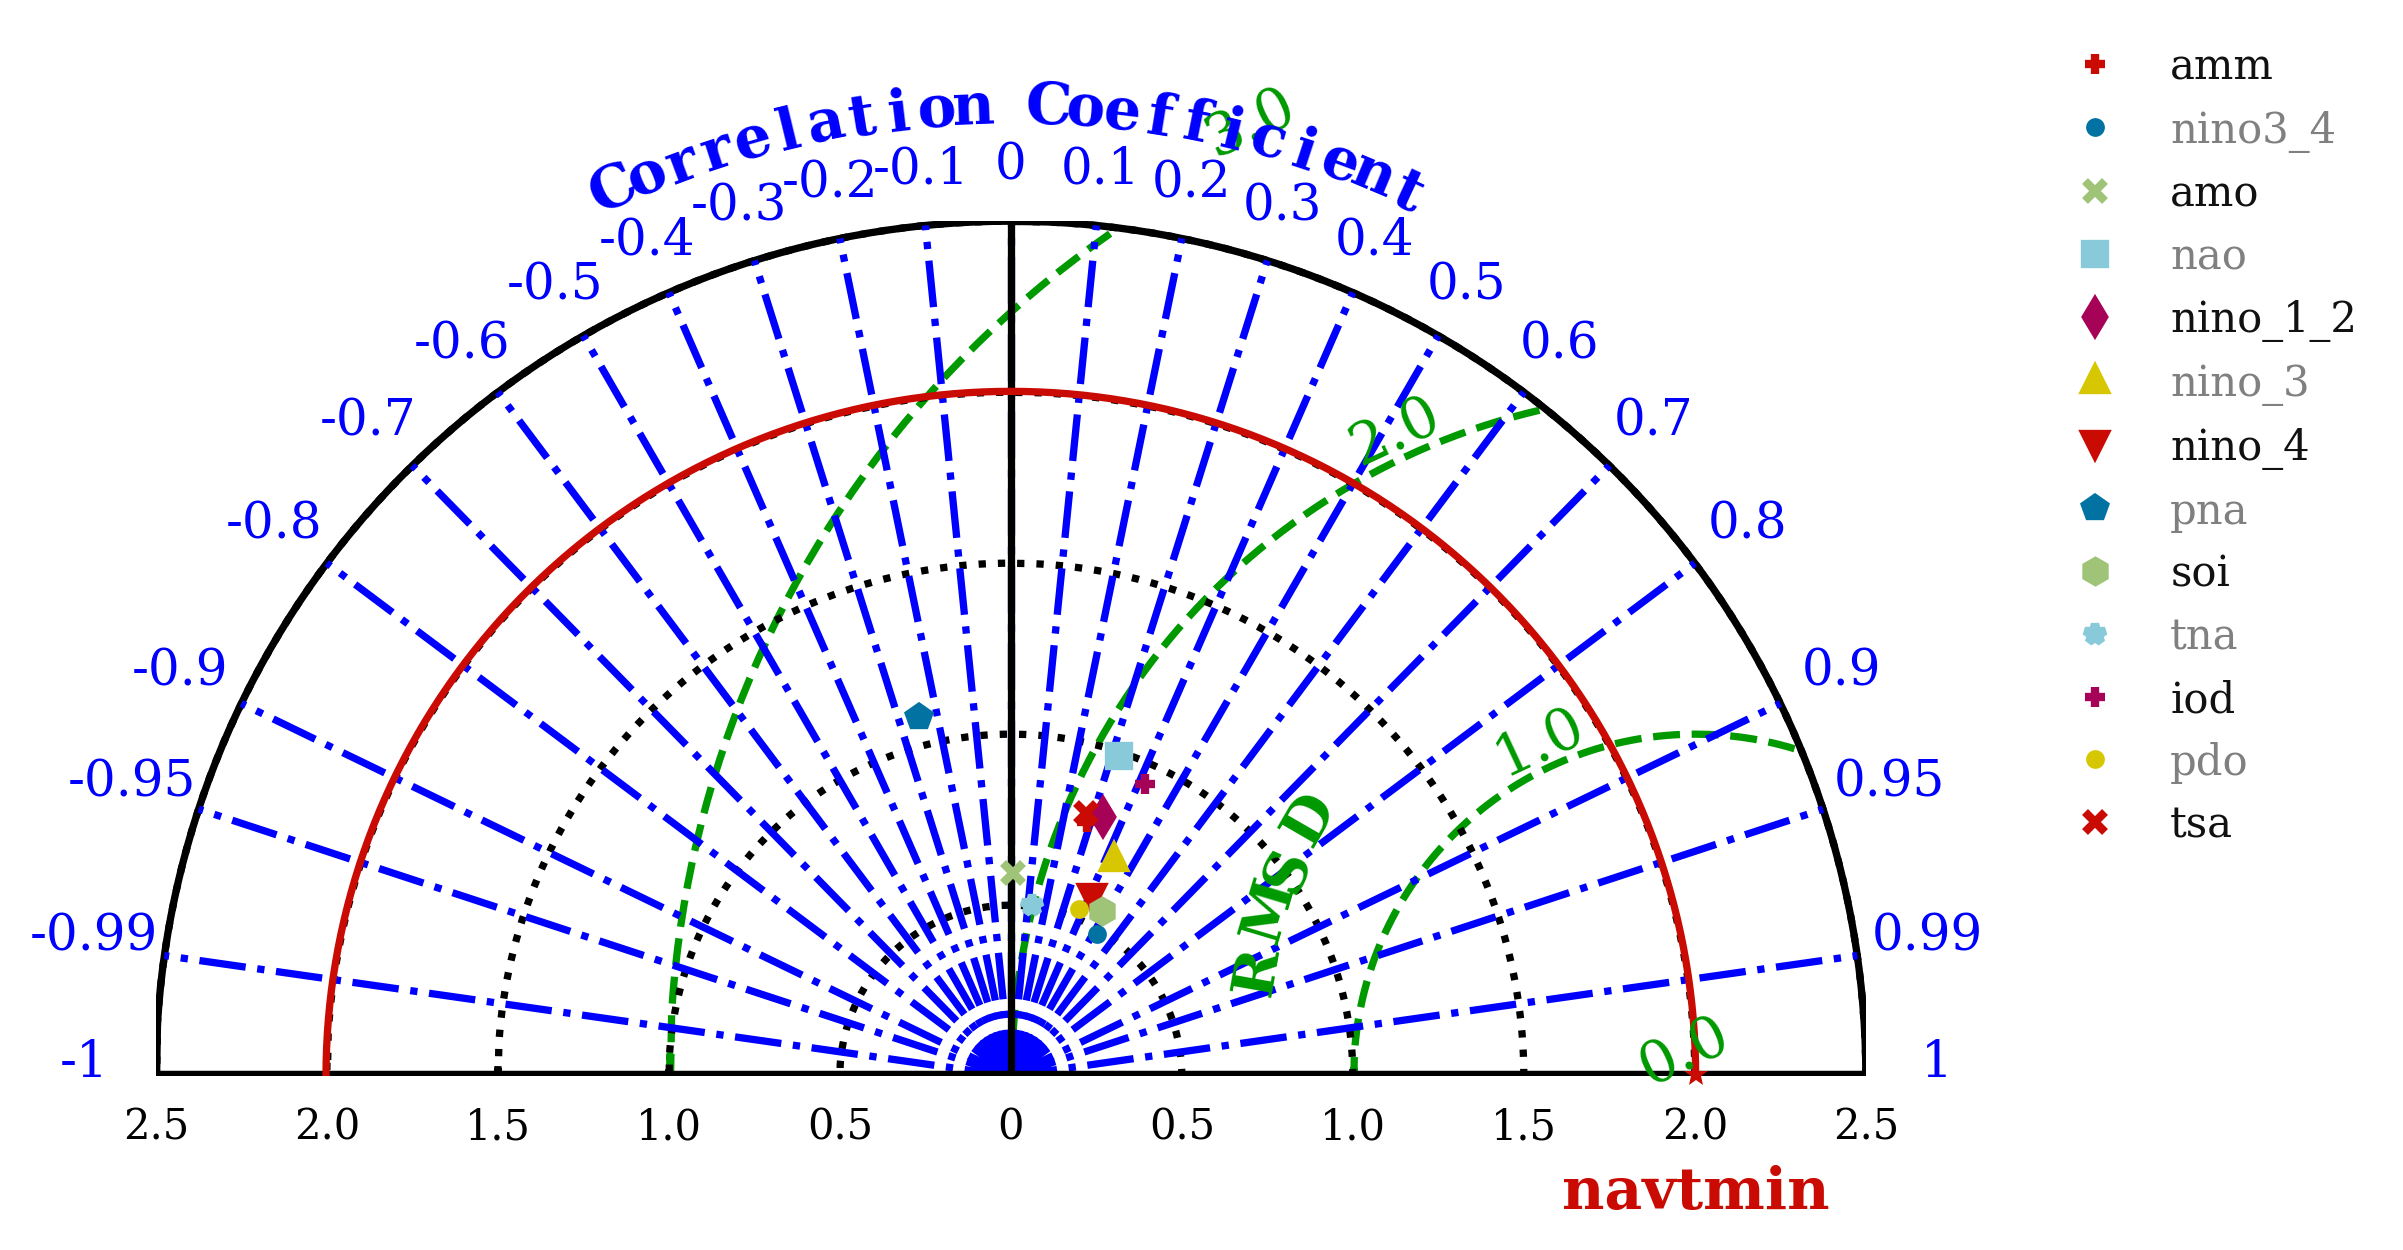 Correlation Coefficient
3.0
-0.4 -0.3 -0.2 -0.1 0 0.1 0.2 0.3 0.4
-0.5 0.5
-0.6 0.6
-0.7 2.0 0.7
-0.8 0.8
-0.9 0.9
1.0
-0.95 0.95
RMSD
-0.99 0.99
0.0
-1 1
2.5 2.0 1.5 1.0 0.5 0 0.5 1.0 1.5 2.0 2.5
navtmin
amm
nino3_4
amo
nao
nino_1_2
nino_3
nino_4
pna
soi
tna
iod
pdo
tsa